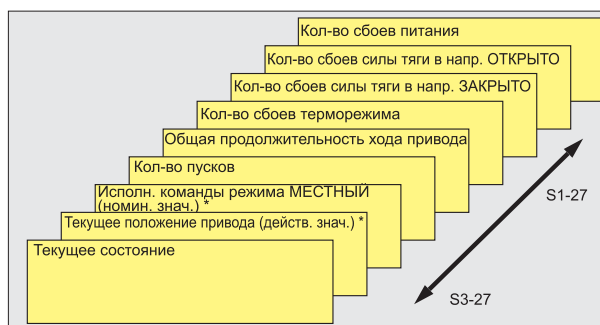 Кол-во сбоев питания
Кол-во сбоев силы тяги в напр. ОТКРЫТО
Кол-во сбоев силы тяги в напр. ЗАКРЫТО
Кол-во сбоев терморежима
Общая продолжительность хода привода
Кол-во пусков
Исполн. команды режима МЕСТНЫЙ
(номин. знач.) *
Текущее положение привода (действ. знач.) *
Текущее состояние
S1-27
S3-27